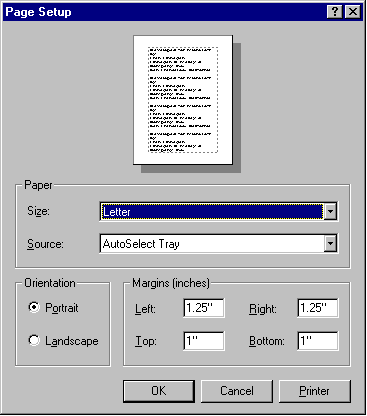 Page Setup
Paper
Size: Letter
Source: AutoSelect Tray
Orientation
Portrait
Landscape
Margins (inches)
Left: 1.25" Right: 1.25"
Top: 1" Bottom: 1"
OK Cancel Printer